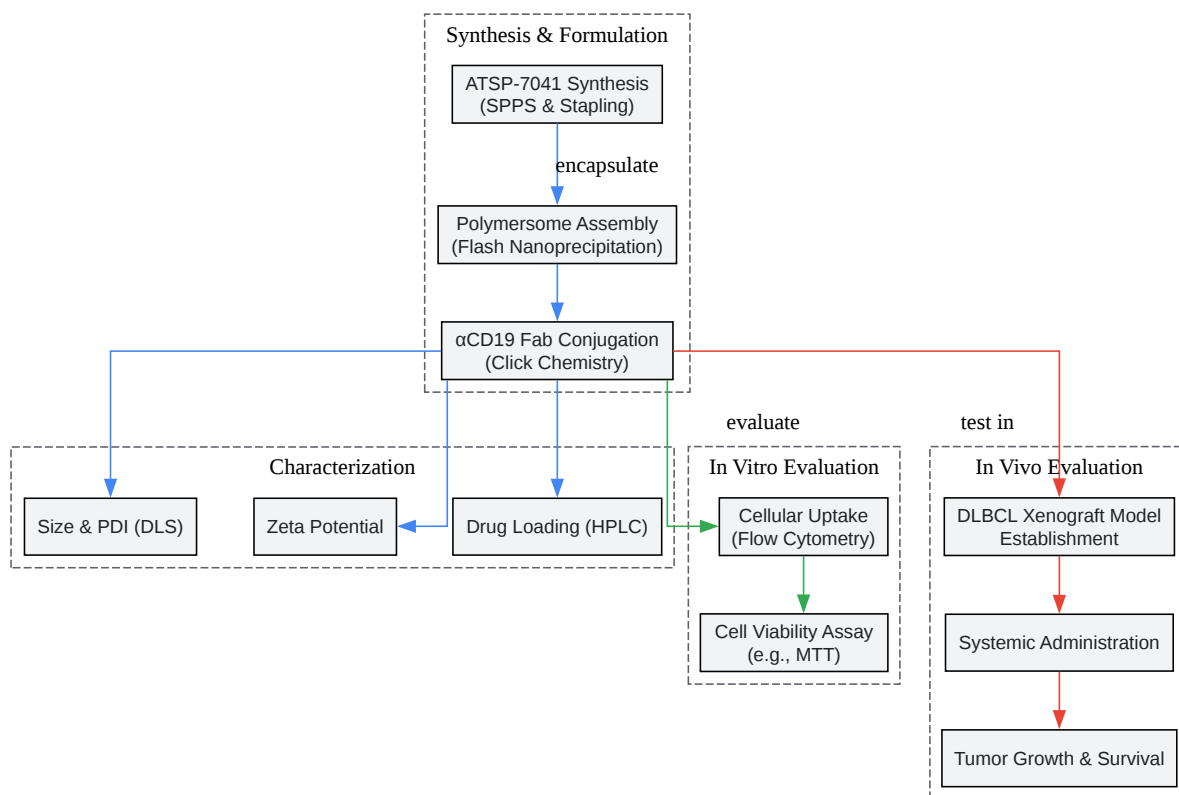 Synthesis & Formulation
ATSP-7041 Synthesis
(SPPS & Stapling)
encapsulate
Polymersome Assembly
(Flash Nanoprecipitation)
αCD19 Fab Conjugation
(Click Chemistry)
evaluate
test in
Characterization
Size & PDI (DLS)
Zeta Potential
Drug Loading (HPLC)
In Vitro Evaluation
Cellular Uptake
(Flow Cytometry)
Cell Viability Assay
(e.g., MTT)
In Vivo Evaluation
DLBCL Xenograft Model
Establishment
Systemic Administration
Tumor Growth & Survival